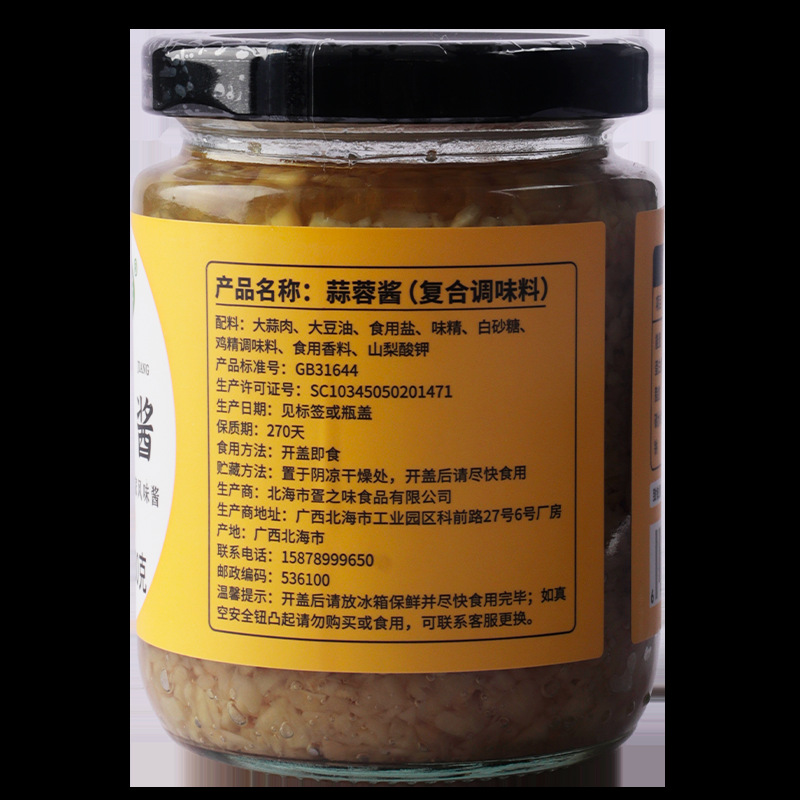 产品名称：蒜蓉酱（复合调味料）
配料：大蒜肉、大豆油、食用盐、味精、白砂糖、
鸡精调味料、食用香料、山梨酸钾
产品标准号：GB31644
生产许可证号：SC10345050201471
生产日期：见标签或瓶盖
保质期：270天
食用方法：开盖即食
贮藏方法：置于阴凉干燥处，开盖后请尽快食用
生产商：北海市疍之味食品有限公司
生产商地址：广西北海市工业园区科前路27号6号厂房
产地：广西北海市
联系电话：15878999650
邮政编码：536100
温馨提示：开盖后请放冰箱保鲜并尽快食用完毕；如真
空安全钮凸起请勿购买或食用，可联系客服更换。
JIANG
酱
风味酱
克